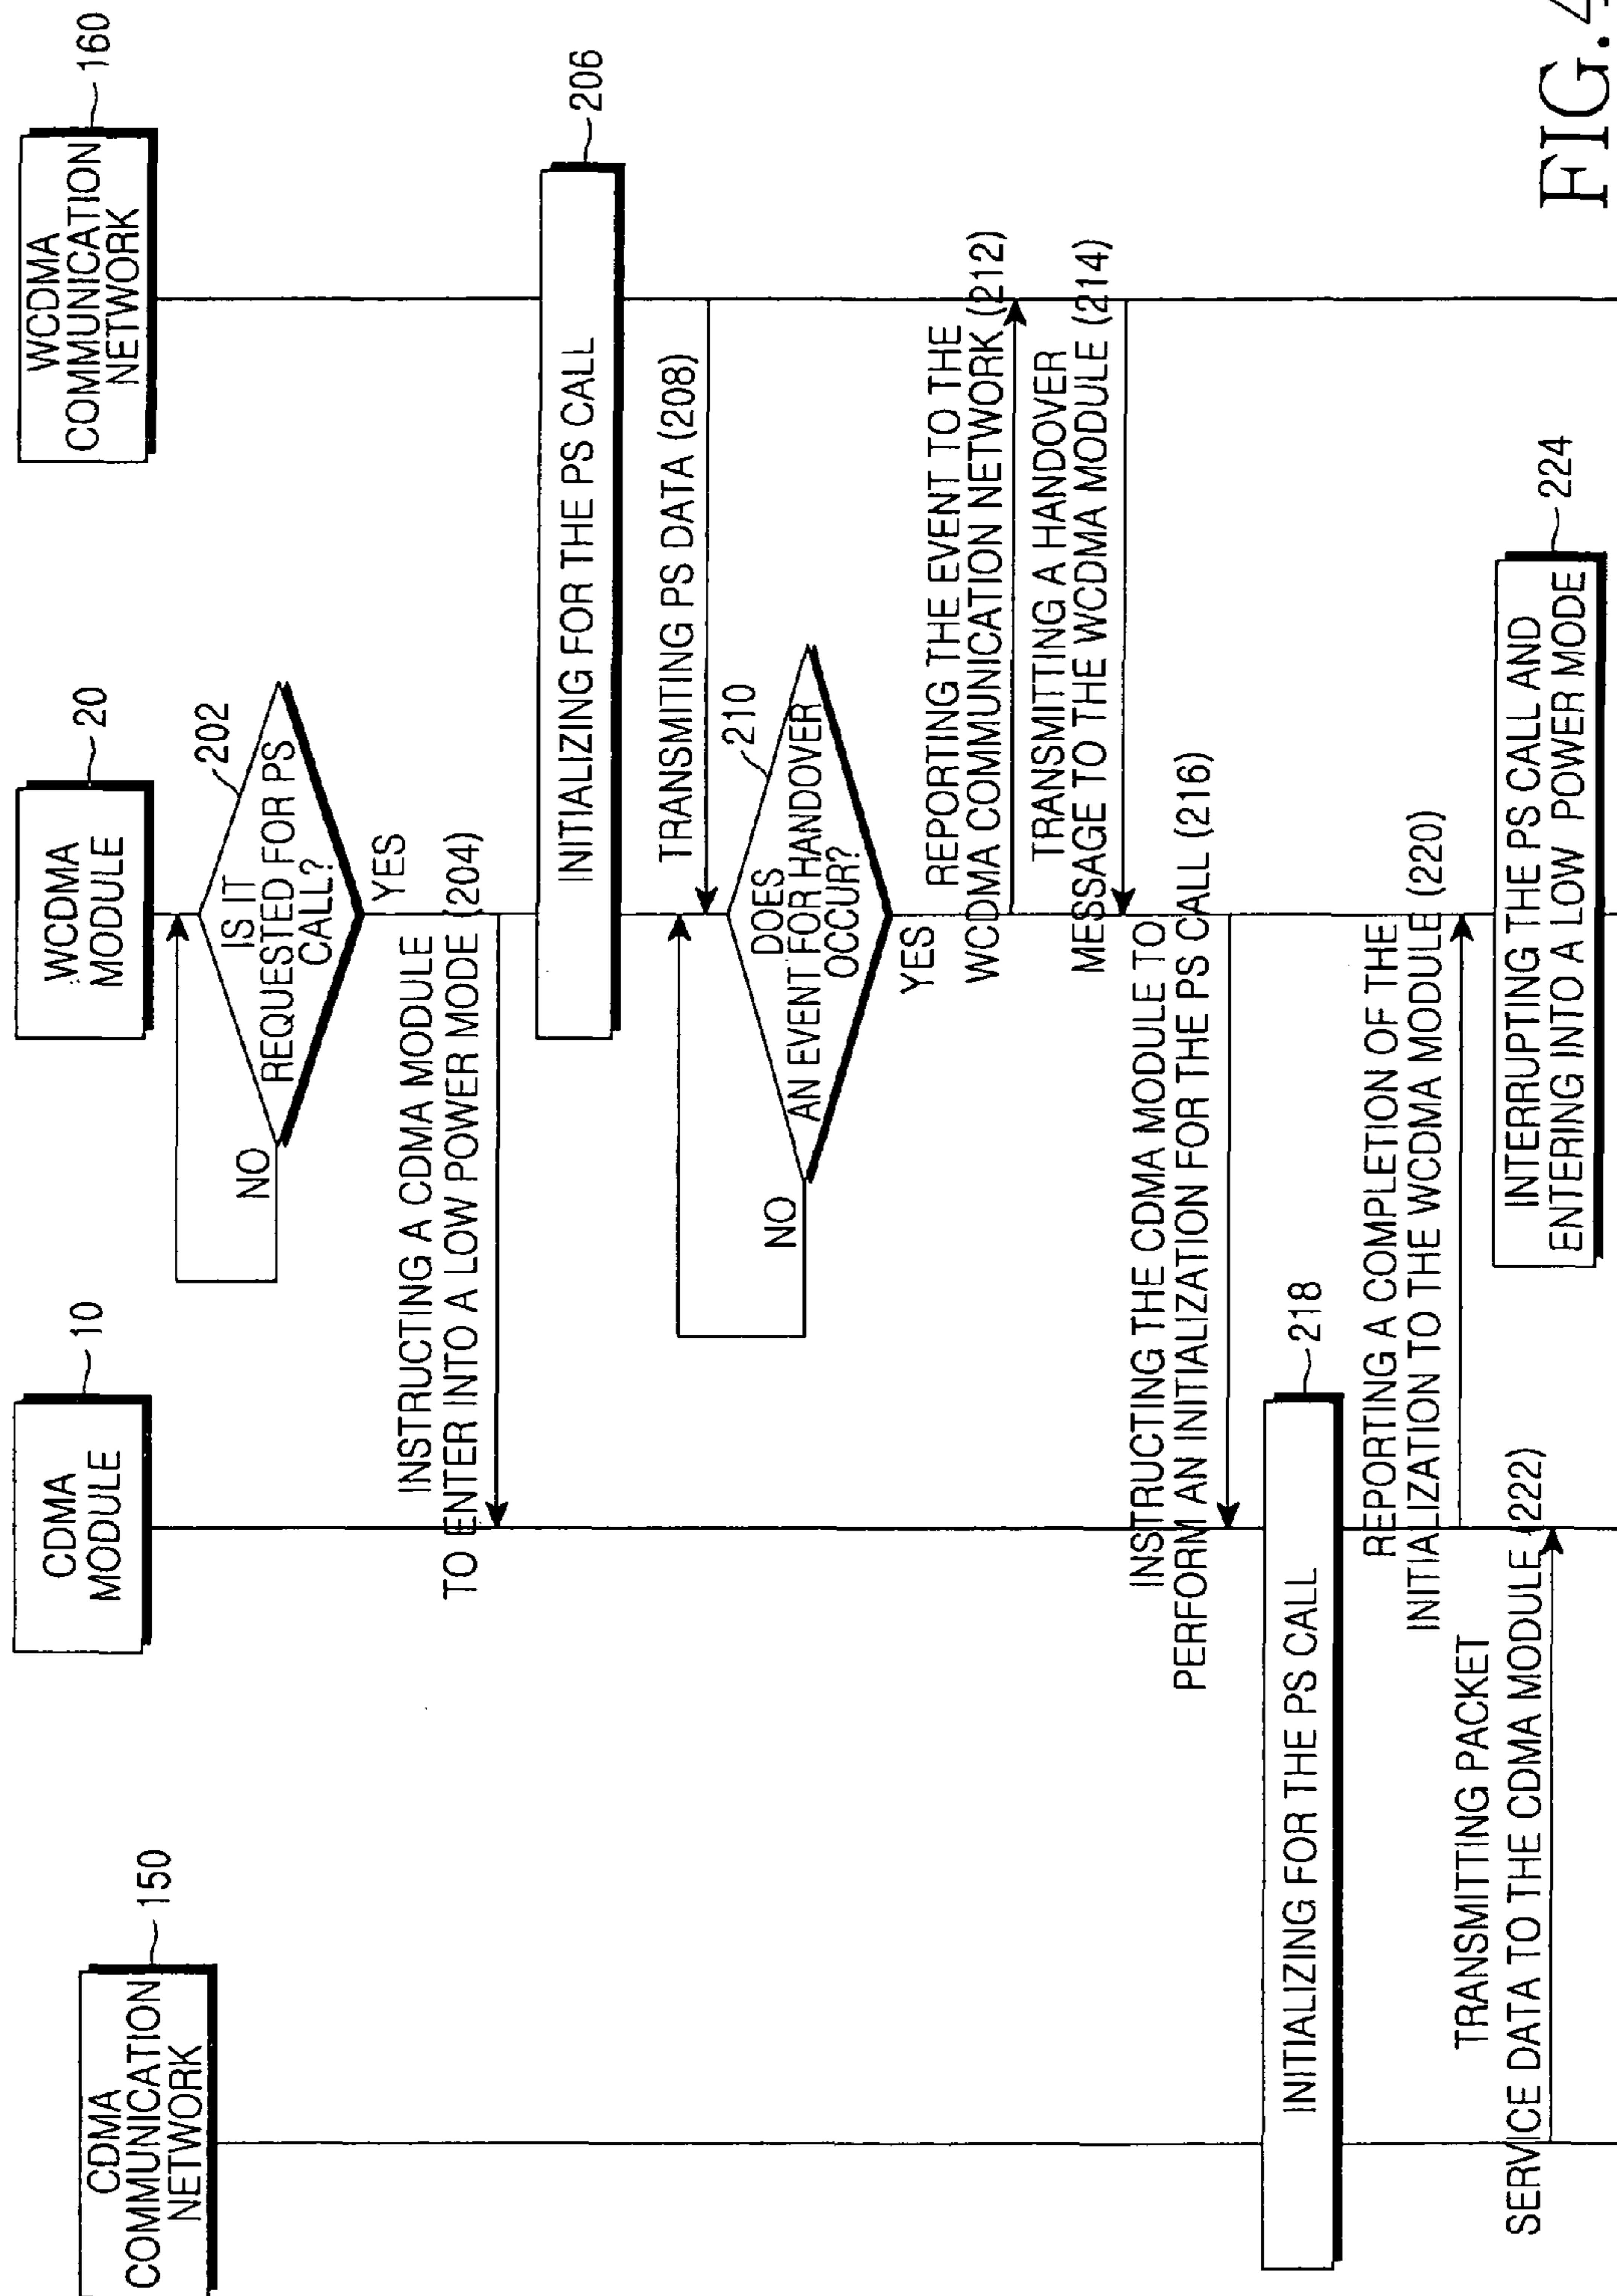 CDMA
COMMUNICATION
NETWORK
150
CDMA
MODULE
10
WCDMA
MODULE
20
WCDMA
COMMUNICATION
NETWORK
160
IS IT
REQUESTED FOR PS
CALL?
202
NO
YES
INSTRUCTING A CDMA MODULE
TO ENTER INTO A LOW POWER MODE (204)
INITIALIZING FOR THE PS CALL
206
TRANSMITING PS DATA (208)
DOES
AN EVENT FOR HANDOVER
OCCUR?
210
NO
YES
REPORTING THE EVENT TO THE
WCDMA COMMUNICATION NETWORK (212)
TRANSMITTING A HANDOVER
MESSAGE TO THE WCDMA MODULE (214)
INSTRUCTING THE CDMA MODULE TO
PERFORM AN INITIALIZATION FOR THE PS CALL (216)
INITIALIZING FOR THE PS CALL
218
REPORTING A COMPLETION OF THE
INITIALIZATION TO THE WCDMA MODULE (220)
TRANSMITTING PACKET
SERVICE DATA TO THE CDMA MODULE (222)
INTERRUPTING THE PS CALL AND
ENTERING INTO A LOW POWER MODE
224
FIG.4